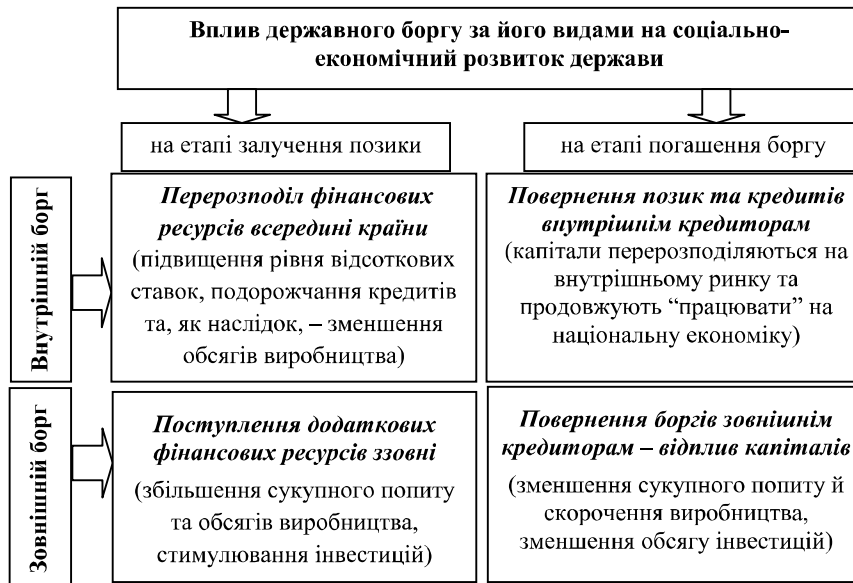 Вплив державного боргу за його видами на соціально-
економічний розвиток держави
на етапі залучення позики
на етапі погашення боргу
Внутрішній борг
Перерозподіл фінансових
ресурсів всередині країни
(підвищення рівня відсоткових
ставок, подорожчання кредитів
та, як наслідок, – зменшення
обсягів виробництва)
Повернення позик та кредитів
внутрішнім кредиторам
(капітали перерозподіляються на
внутрішньому ринку та
продовжують “працювати” на
національну економіку)
Зовнішній борг
Поступлення додаткових
фінансових ресурсів ззовні
(збільшення сукупного попиту
та обсягів виробництва,
стимулювання інвестицій)
Повернення боргів зовнішнім
кредиторам – відплив капіталів
(зменшення сукупного попиту й
скорочення виробництва,
зменшення обсягу інвестицій)